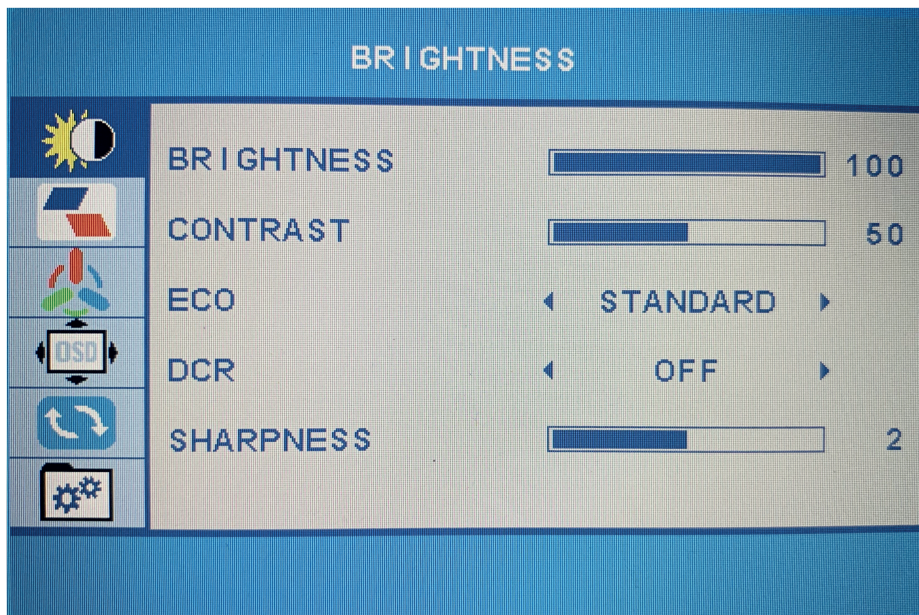 BRIGHTNESS
BRIGHTNESS 100
CONTRAST 50
ECO STANDARD
DCR OFF
OSD
SHARPNESS 2